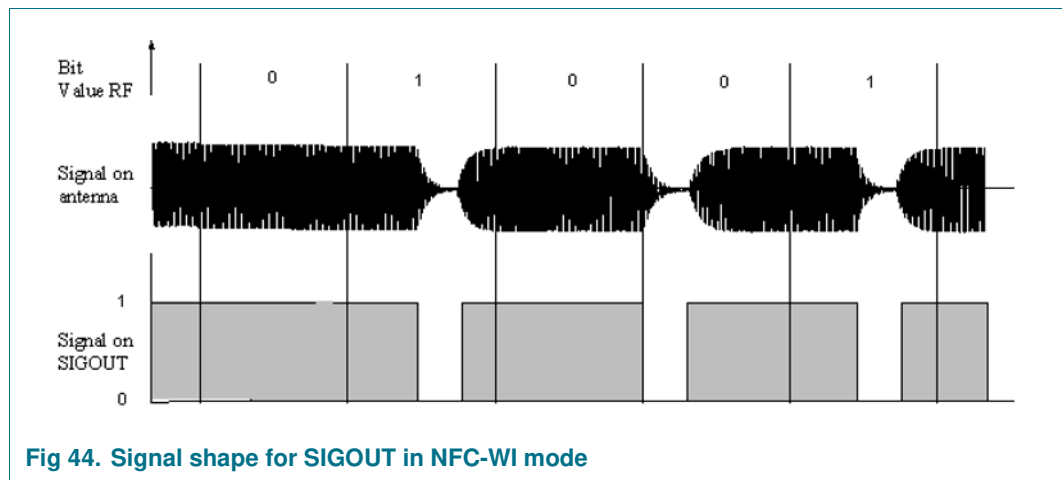 Bit
Value RF
0 1 0 0 1
Signal on
antenna
1
Signal on
SIGOUT
0
Fig 44. Signal shape for SIGOUT in NFC-WI mode